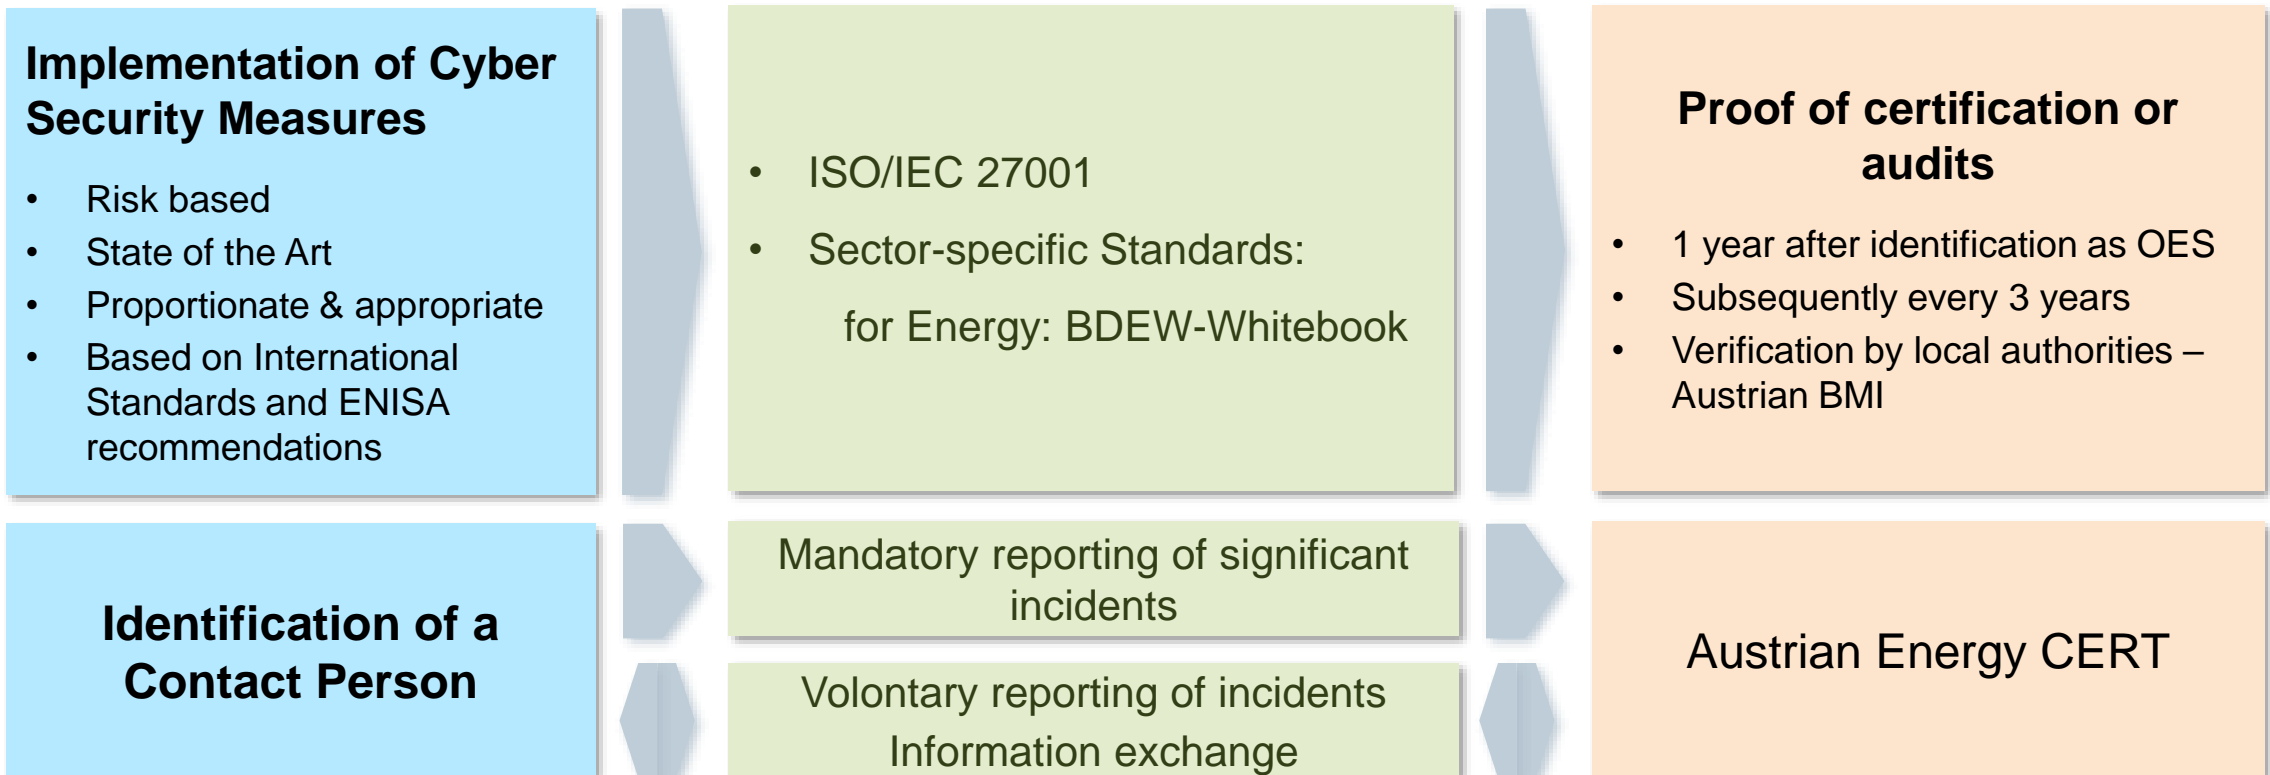 Implementation of Cyber
Security Measures
• Risk based
• State of the Art
• Proportionate & appropriate
• Based on International
Standards and ENISA
recommendations
• ISO/IEC 27001
• Sector-specific Standards:
for Energy: BDEW-Whitebook
Proof of certification or
audits
• 1 year after identification as OES
• Subsequently every 3 years
• Verification by local authorities –
Austrian BMI
Identification of a
Contact Person
Mandatory reporting of significant
incidents
Volontary reporting of incidents
Information exchange
Austrian Energy CERT